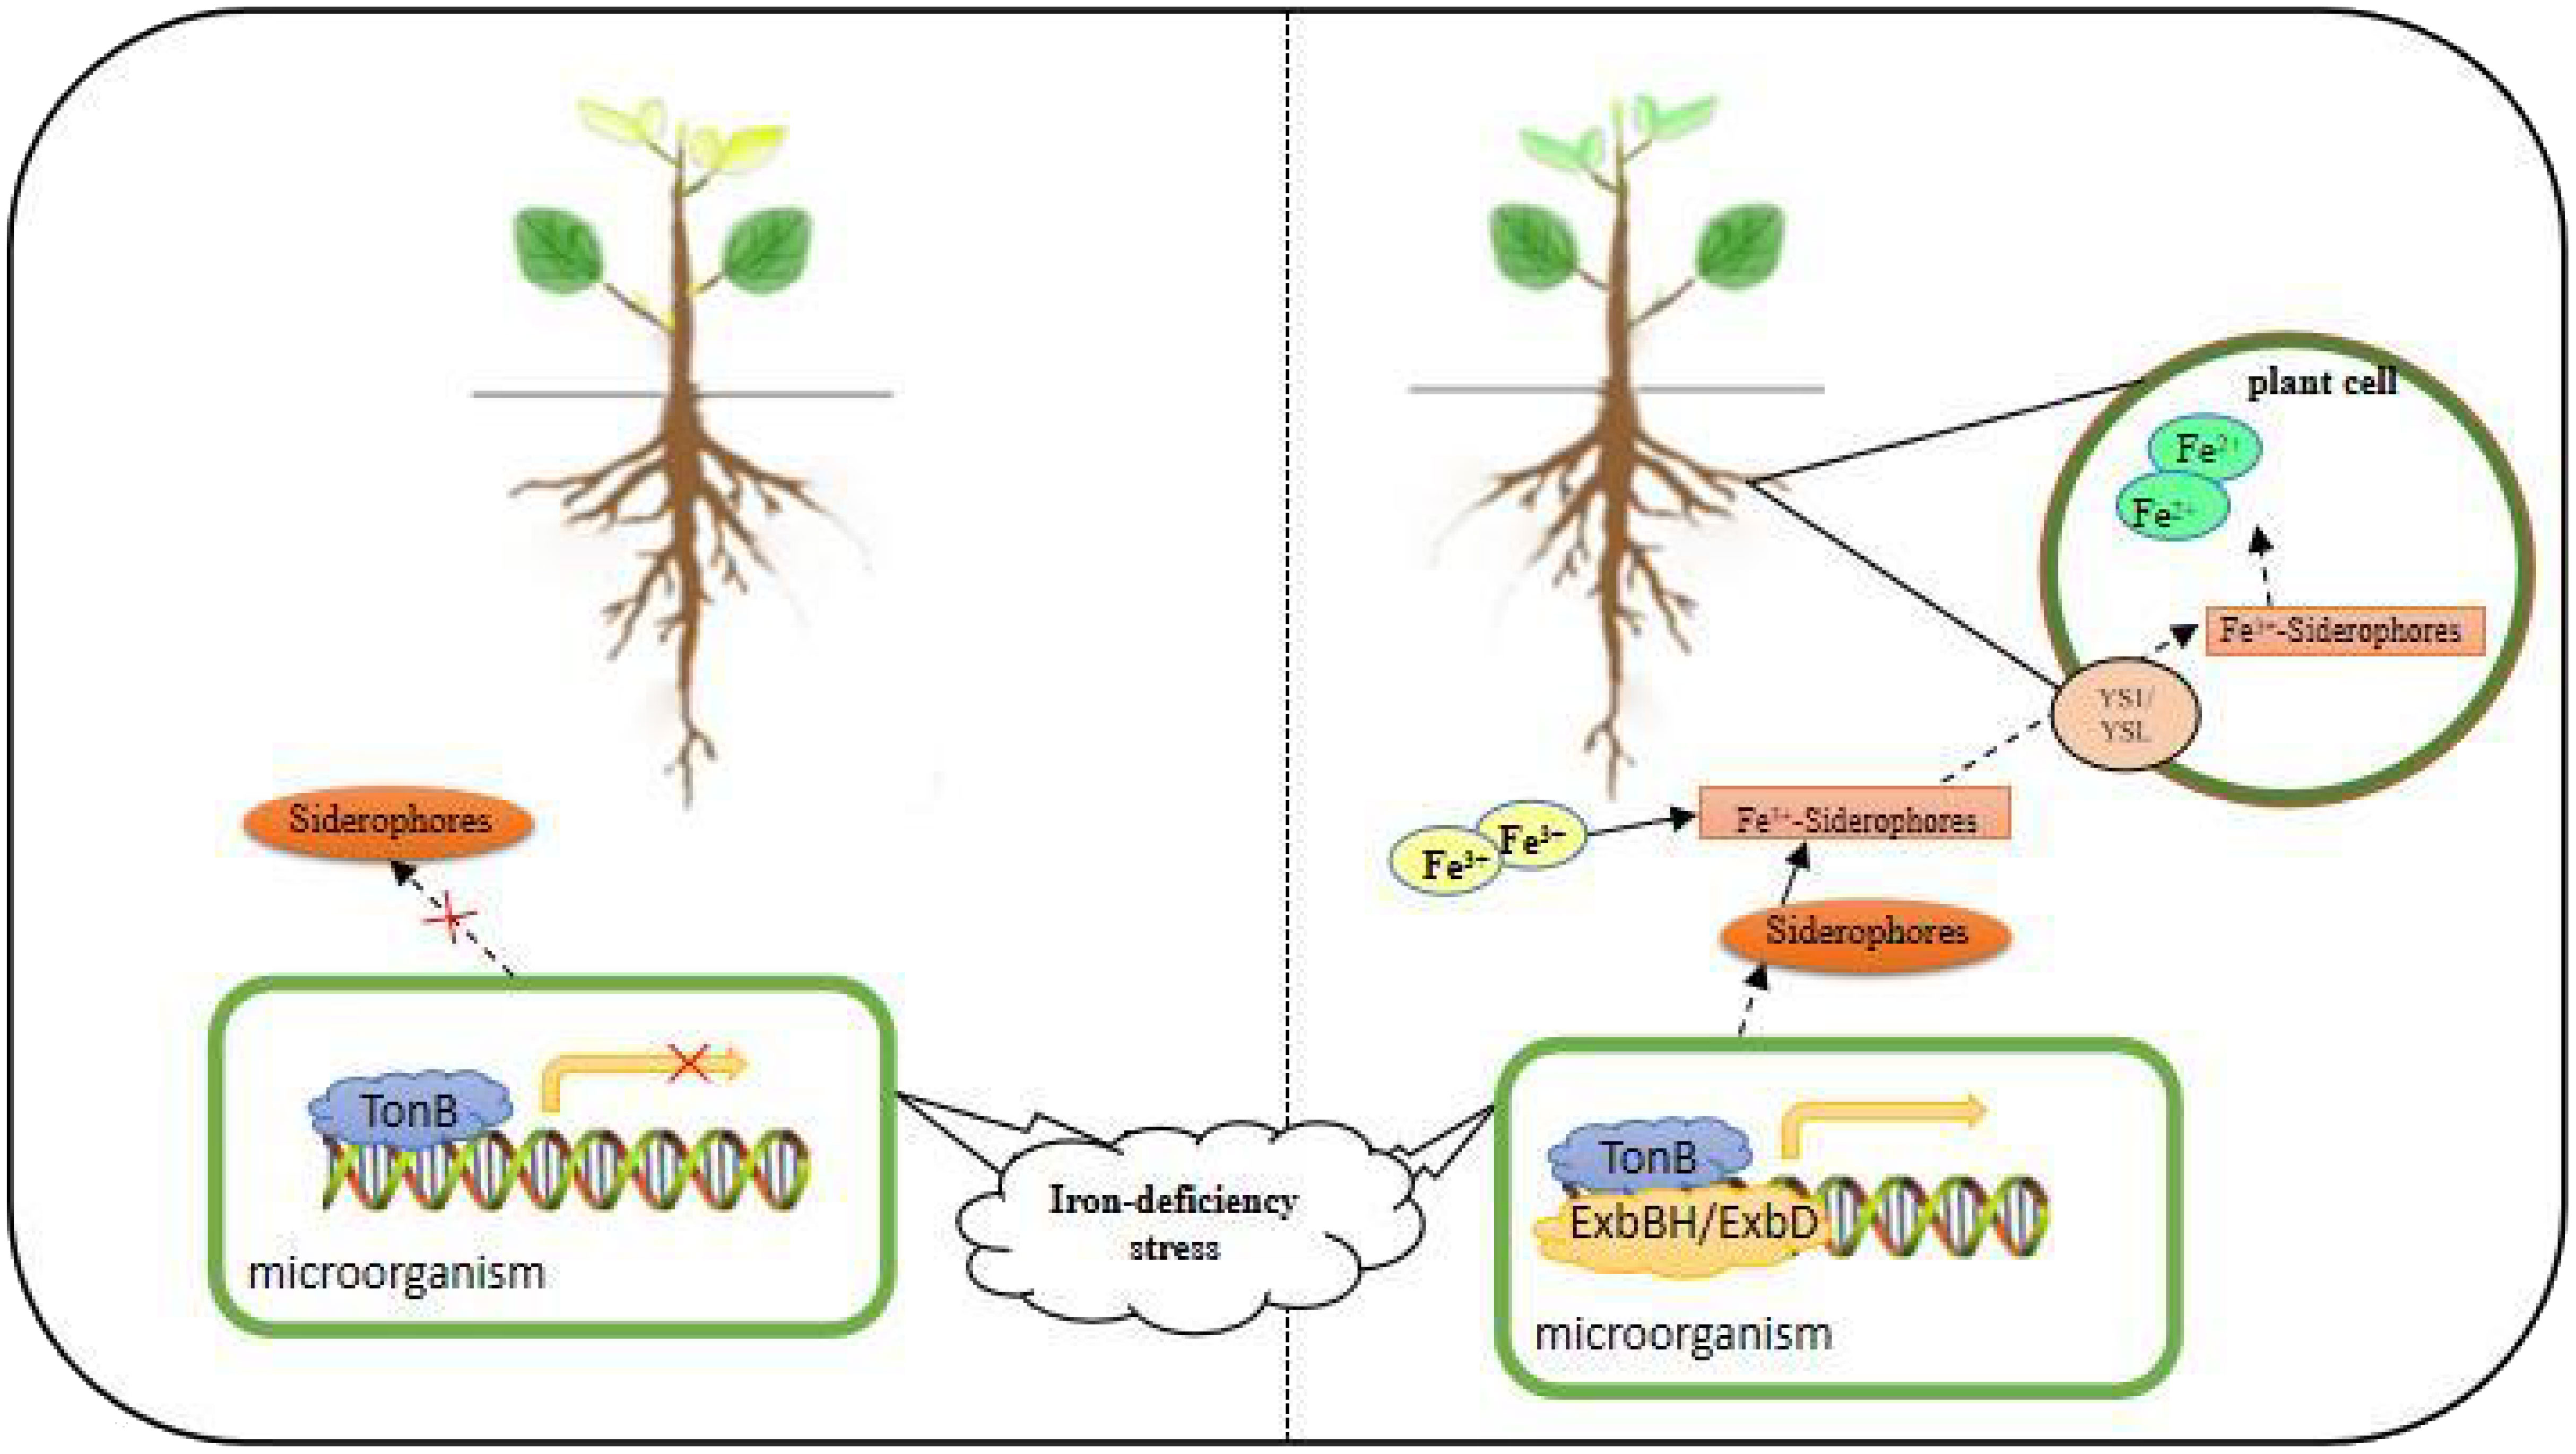 plant cell
Fe²⁺
Fe²⁺
Fe³⁺-Siderophores
YS1/
YSL
Siderophores
Fe³⁺
Fe³⁺
Fe³⁺-Siderophores
Siderophores
TonB
microorganism
Iron-deficiency
stress
TonB
ExbBH/ExbD
microorganism